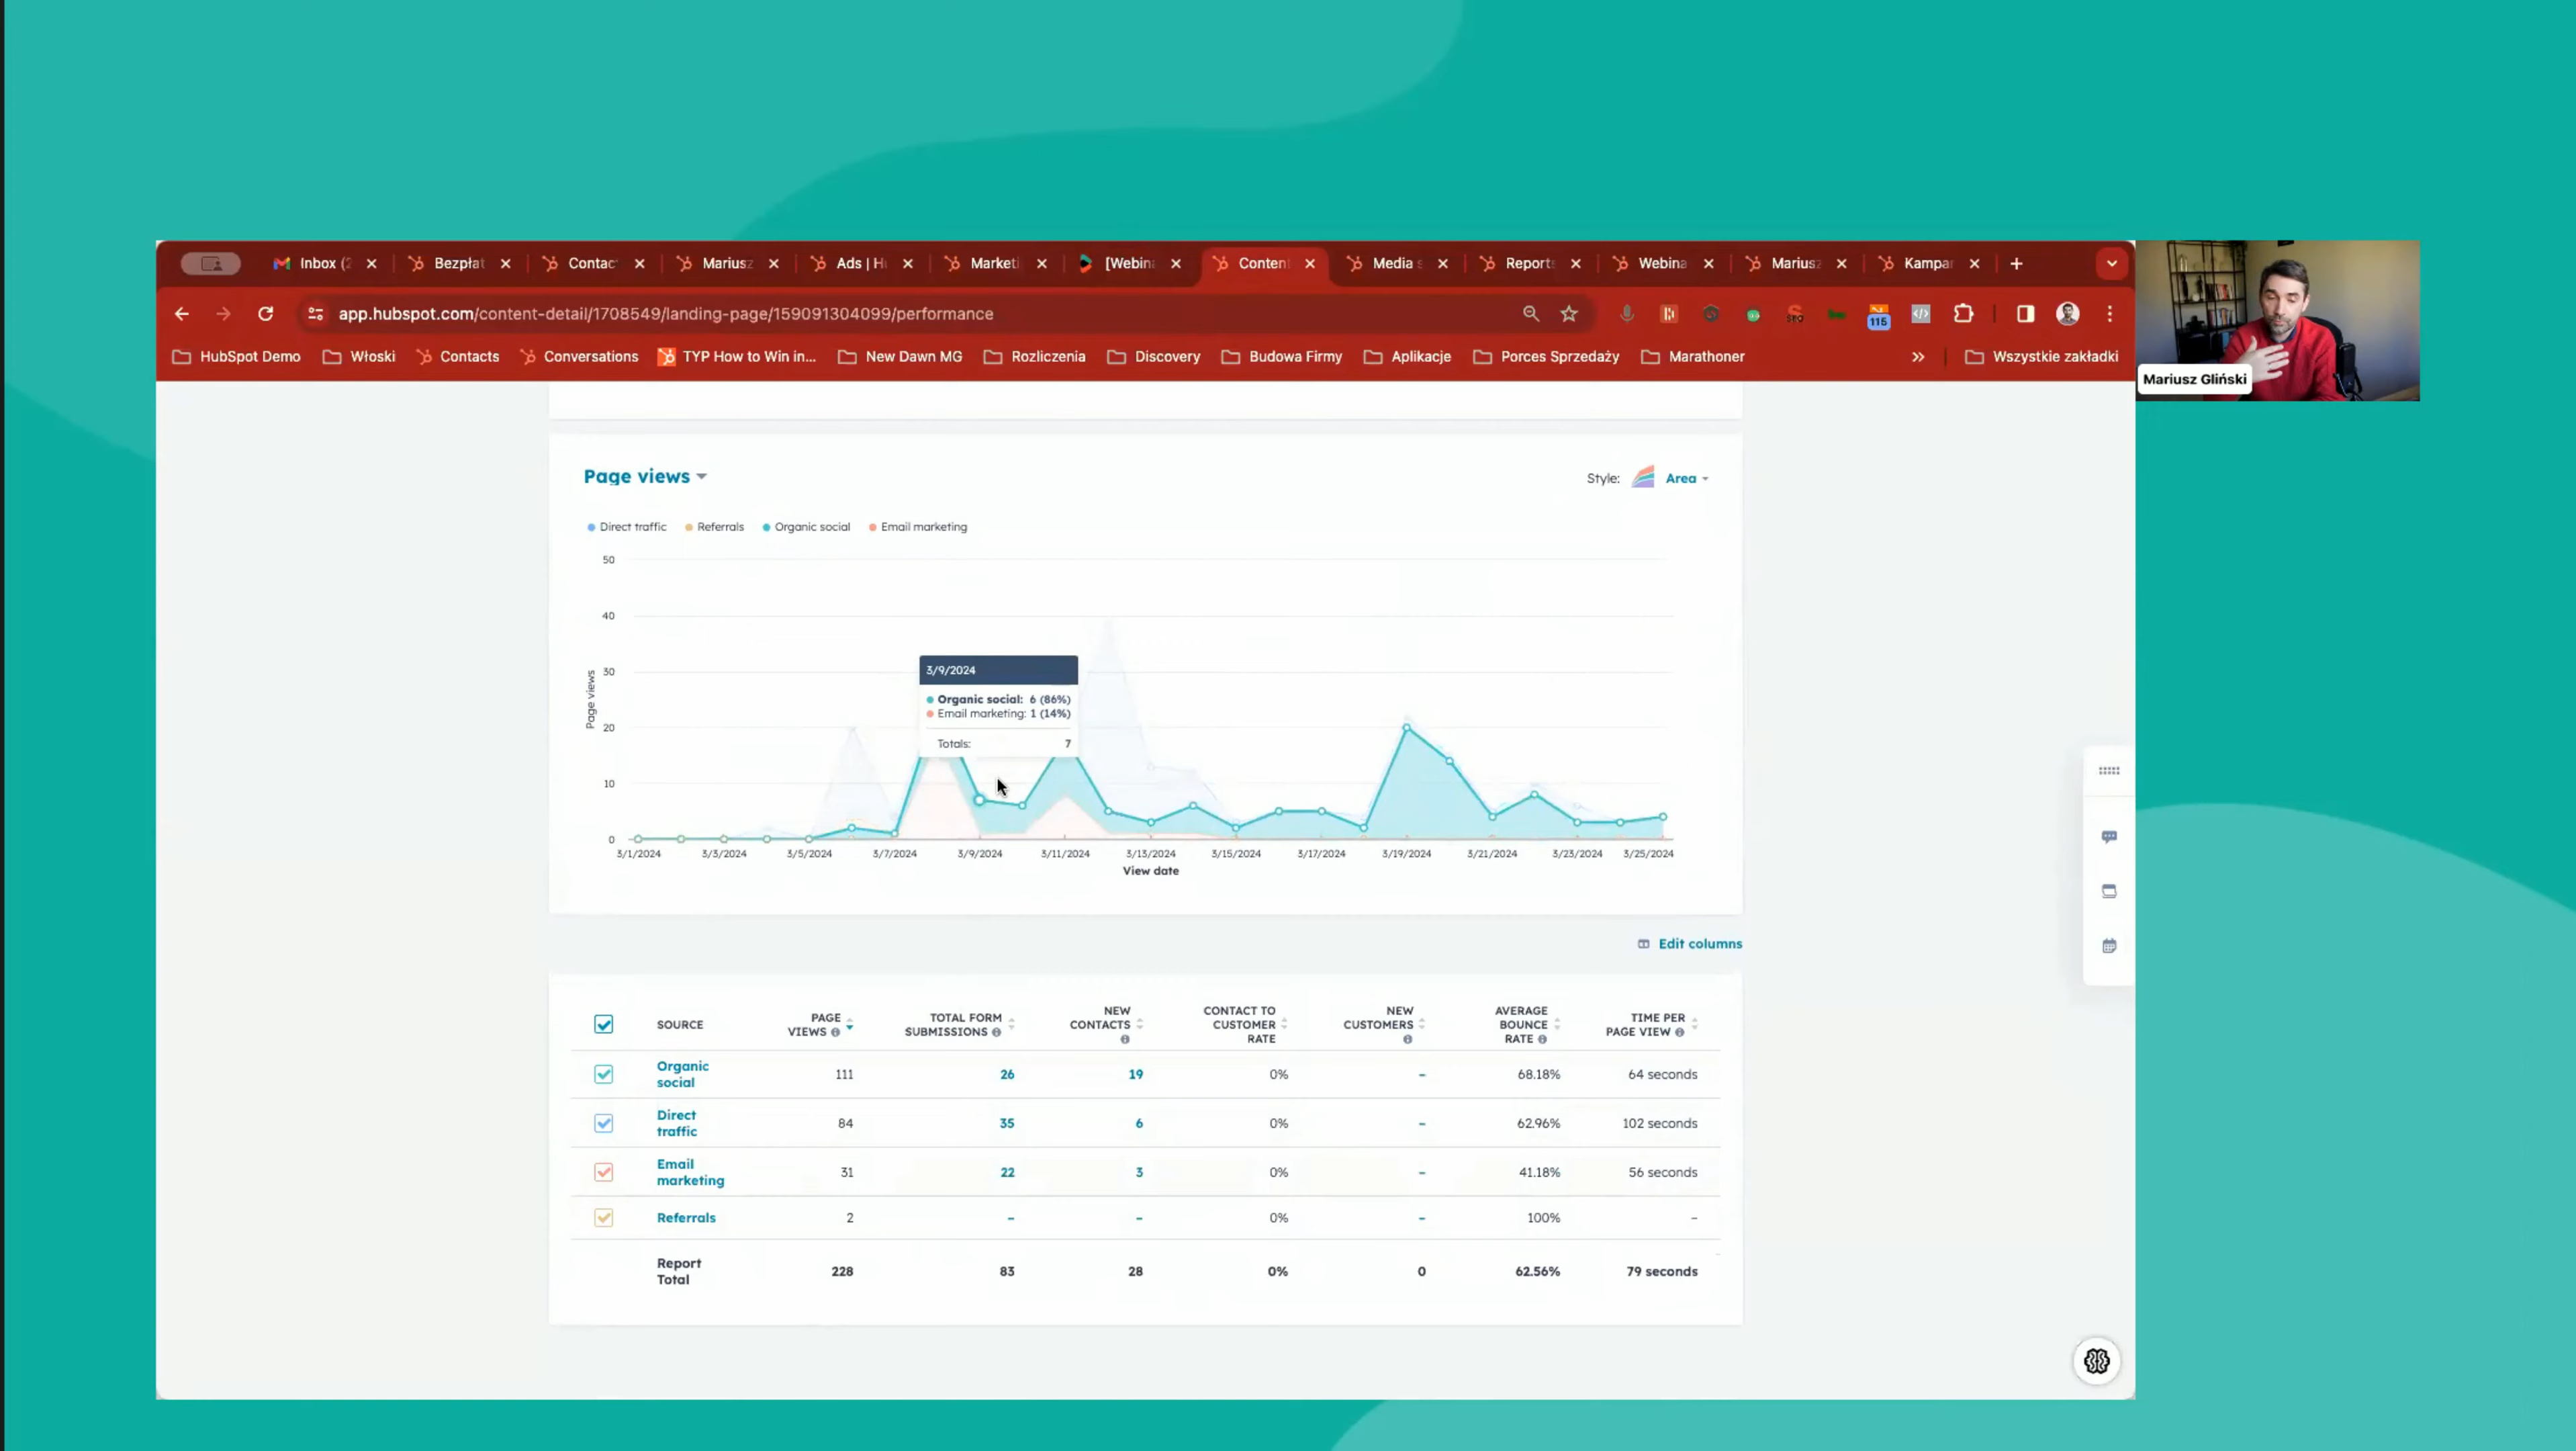 Inbox (2
Bezpłat
Contac
Mariusz
Ads | H
Marketi
[Webin
Conten
Media s
Reports
Webina
Mariusz
Kampar
app.hubspot.com/content-detail/1708549/landing-page/159091304099/performance
115
HubSpot Demo
Włoski
Contacts
Conversations
TYP How to Win in...
New Dawn MG
Rozliczenia
Discovery
Budowa Firmy
Aplikacje
Porces Sprzedaży
Marathoner
»
Wszystkie zakładki
Mariusz Gliński
Page views
Style: Area
Direct traffic Referrals Organic social Email marketing
50
40
30
20
10
0
Page views
3/9/2024
Organic social: 6 (86%)
Email marketing: 1 (14%)
Totals: 7
3/1/2024 3/3/2024 3/5/2024 3/7/2024 3/9/2024 3/11/2024 3/13/2024 3/15/2024 3/17/2024 3/19/2024 3/21/2024 3/23/2024 3/25/2024
View date
Edit columns
SOURCE
PAGE
VIEWS
TOTAL FORM
SUBMISSIONS
NEW
CONTACTS
CONTACT TO
CUSTOMER
RATE
NEW
CUSTOMERS
AVERAGE
BOUNCE
RATE
TIME PER
PAGE VIEW
Organic
social
111 26 19 0% – 68.18% 64 seconds
Direct
traffic
84 35 6 0% – 62.96% 102 seconds
Email
marketing
31 22 3 0% – 41.18% 56 seconds
Referrals 2 – – 0% – 100% –
Report
Total
228 83 28 0% 0 62.56% 79 seconds